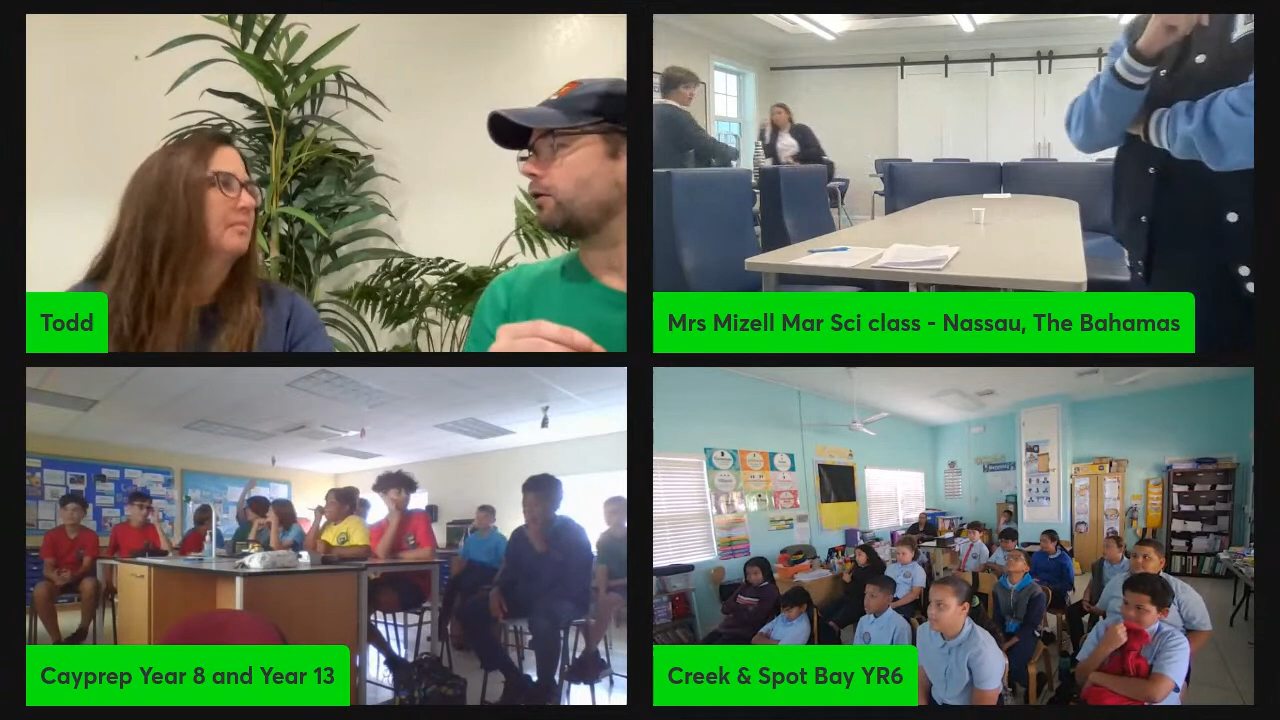 Todd
Mrs Mizell Mar Sci class - Nassau, The Bahamas
Cayprep Year 8 and Year 13
Creek & Spot Bay YR6